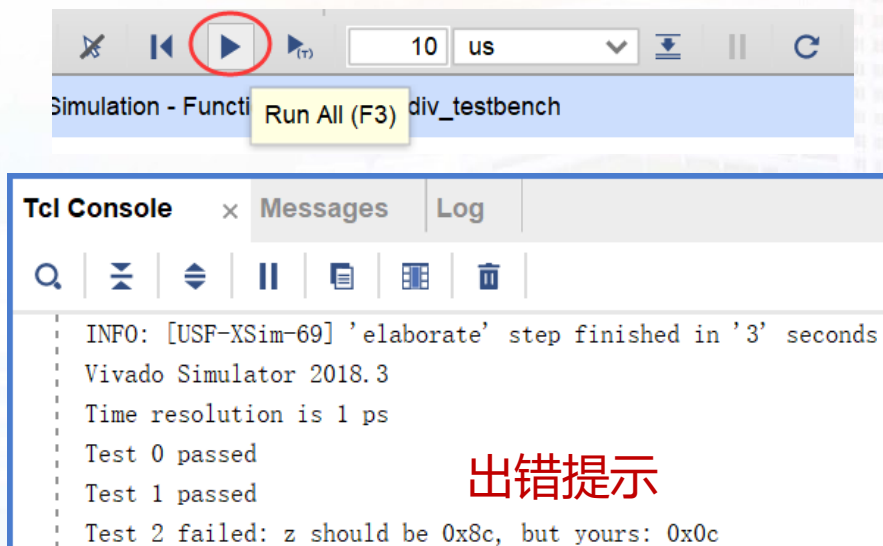 (T)
10 us
Simulation - Functi
div_testbench
Run All (F3)
Tcl Console × Messages Log
INFO: [USF-XSim-69] 'elaborate' step finished in '3' seconds
Vivado Simulator 2018.3
Time resolution is 1 ps
Test 0 passed
出错提示
Test 1 passed
Test 2 failed: z should be 0x8c, but yours: 0x0c